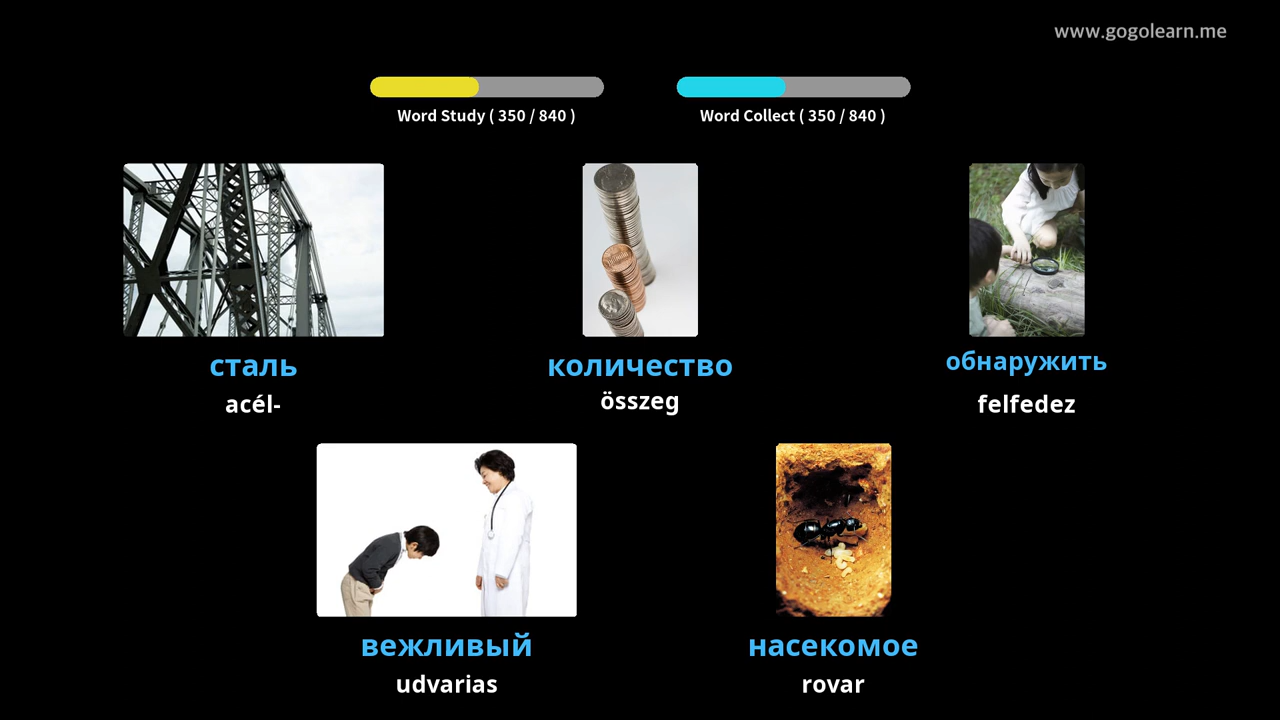 www.gogolearn.me
Word Study ( 350 / 840 )
Word Collect ( 350 / 840 )
сталь
acél-
количество
összeg
обнаружить
felfedez
вежливый
udvarias
насекомое
rovar